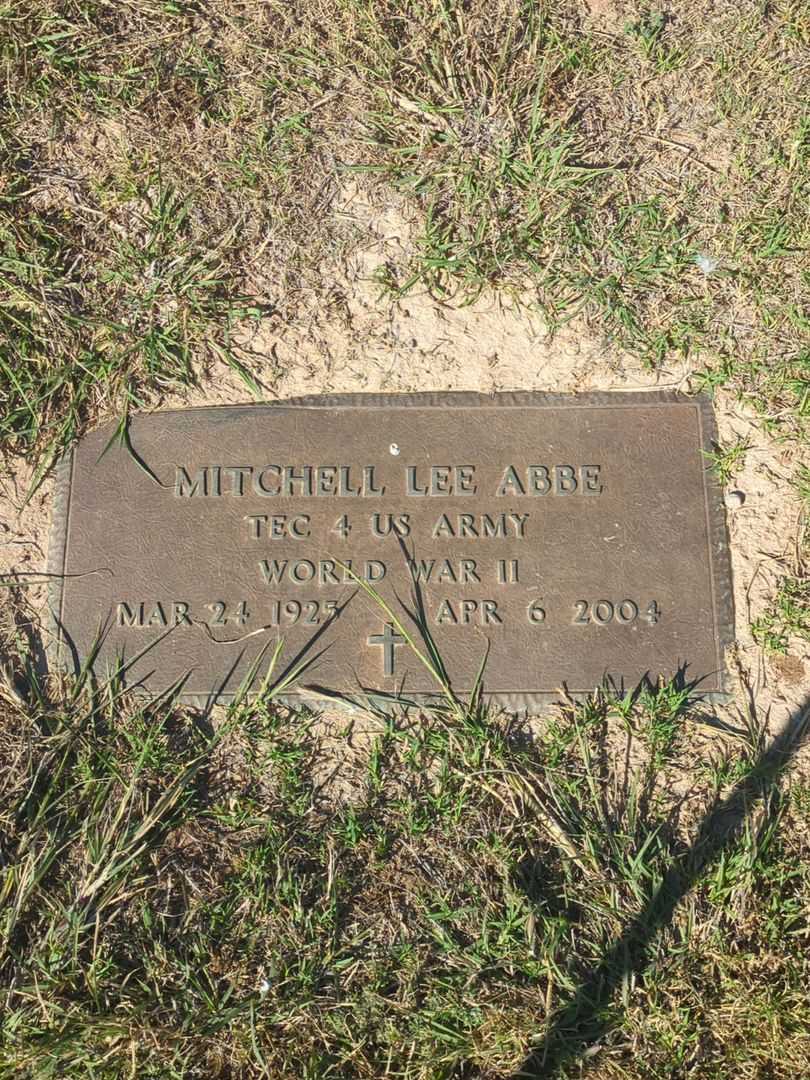 MITCHELL LEE ABBE
TEC 4 US ARMY
WORLD WAR II
MAR 24 1925 APR 6 2004